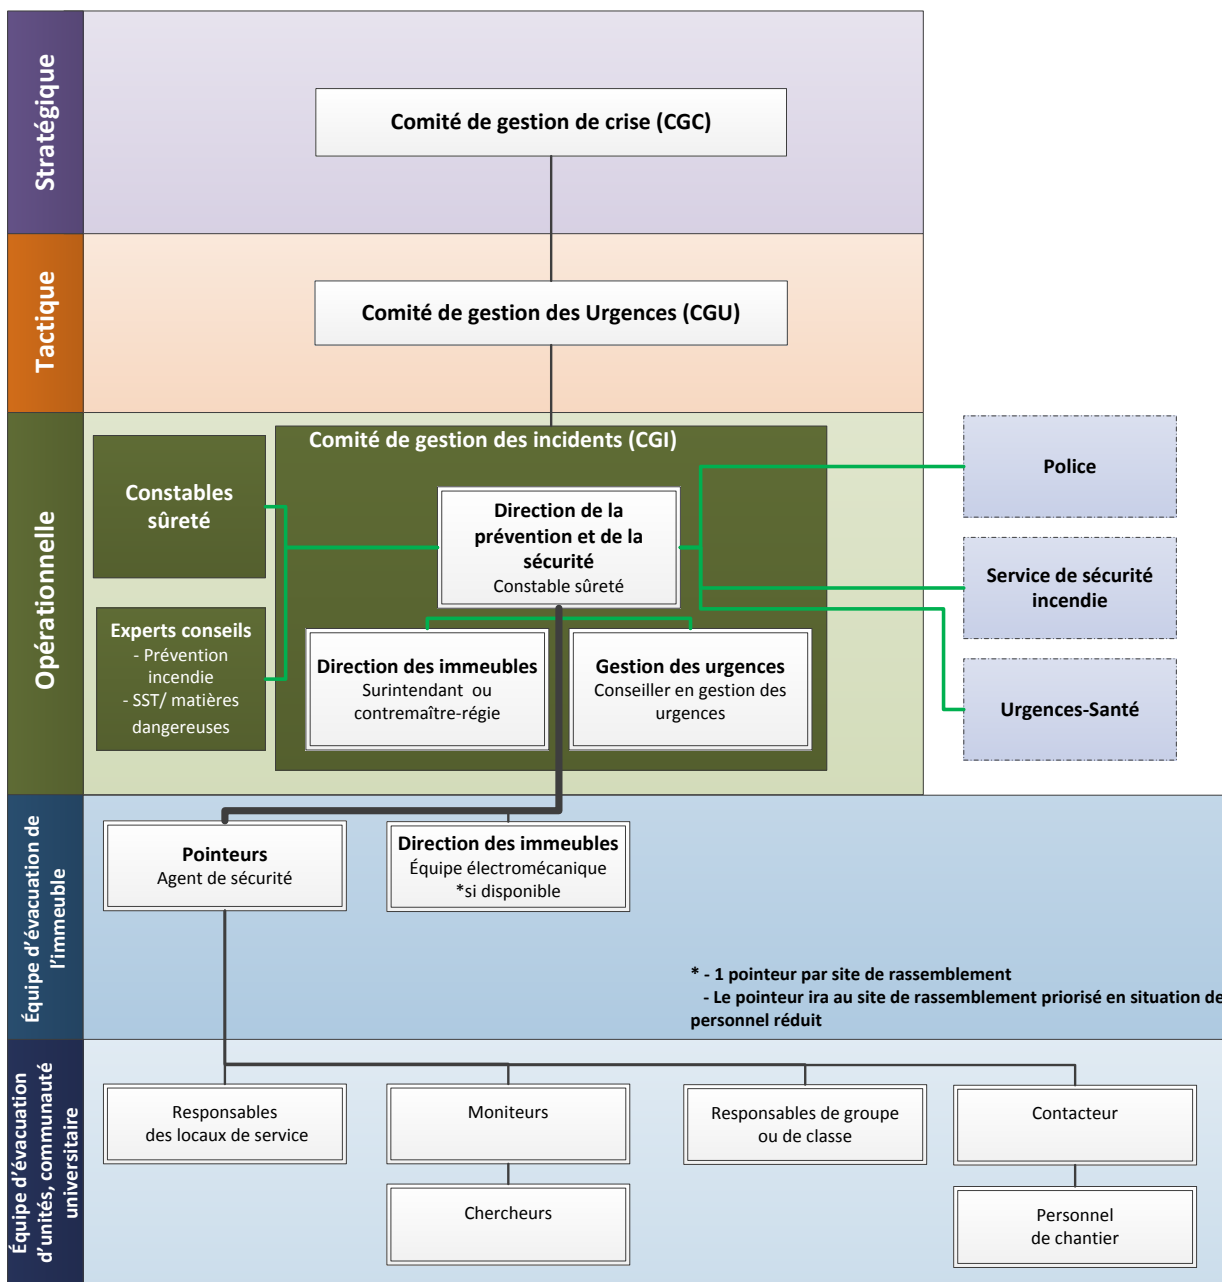 Stratégique
Comité de gestion de crise (CGC)
Tactique
Comité de gestion des Urgences (CGU)
Opérationnelle
Comité de gestion des incidents (CGI)
Constables
sûreté
Direction de la
prévention et de la
sécurité
Constable sûreté
Experts conseils
- Prévention
incendie
- SST/ matières
dangereuses
Direction des immeubles
Surintendant ou
contremaître-régie
Gestion des urgences
Conseiller en gestion des
urgences
Police
Service de sécurité
incendie
Urgences-Santé
Équipe d'évacuation de
l'immeuble
Pointeurs
Agent de sécurité
Direction des immeubles
Équipe électromécanique
*si disponible
* - 1 pointeur par site de rassemblement
- Le pointeur ira au site de rassemblement priorisé en situation de
personnel réduit
Équipe d'évacuation
d'unités, communauté
universitaire
Responsables
des locaux de service
Moniteurs
Responsables de groupe
ou de classe
Contacteur
Chercheurs
Personnel
de chantier